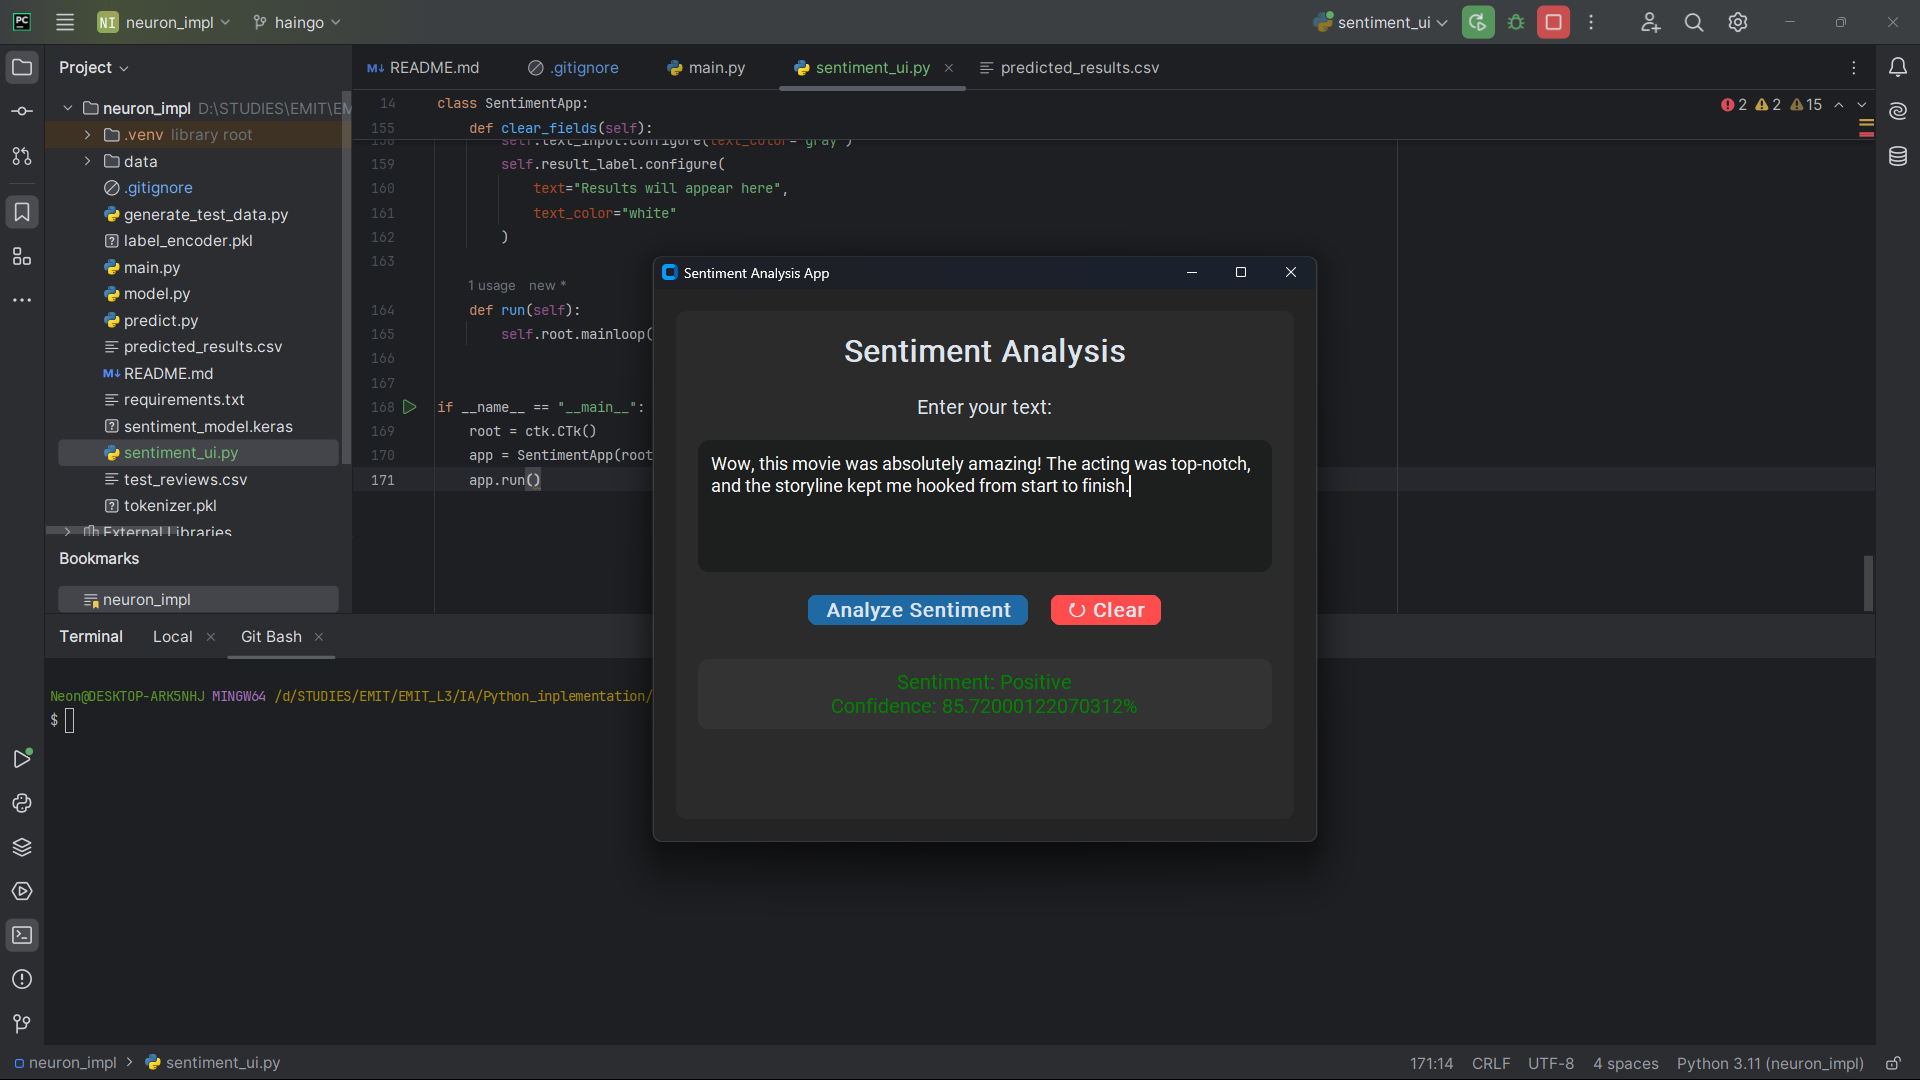 PC
NI neuron_impl
haingo
sentiment_ui
Project
README.md
.gitignore
main.py
sentiment_ui.py
predicted_results.csv
neuron_impl D:\STUDIES\EMIT\EM
.venv library root
data
.gitignore
generate_test_data.py
label_encoder.pkl
main.py
model.py
predict.py
predicted_results.csv
README.md
requirements.txt
sentiment_model.keras
sentiment_ui.py
test_reviews.csv
tokenizer.pkl
External Libraries
Bookmarks
neuron_impl
2 2 15
14 class SentimentApp:
155 def clear_fields(self):
158 self.text_input.configure(text_color="gray")
159 self.result_label.configure(
160 text="Results will appear here",
161 text_color="white"
162 )
163
1 usage new *
164 def run(self):
165 self.root.mainloop(
166
167
168 if __name__ == "__main__":
169 root = ctk.CTk()
170 app = SentimentApp(root
171 app.run()
Sentiment Analysis App
Sentiment Analysis
Enter your text:
Wow, this movie was absolutely amazing! The acting was top-notch,
and the storyline kept me hooked from start to finish.
Analyze Sentiment
Clear
Sentiment: Positive
Confidence: 85.72000122070312%
Terminal
Local
Git Bash
Neon@DESKTOP-ARK5NHJ MINGW64 /d/STUDIES/EMIT/EMIT_L3/IA/Python_inplementation/
$
neuron_impl > sentiment_ui.py
171:14 CRLF UTF-8 4 spaces Python 3.11 (neuron_impl)